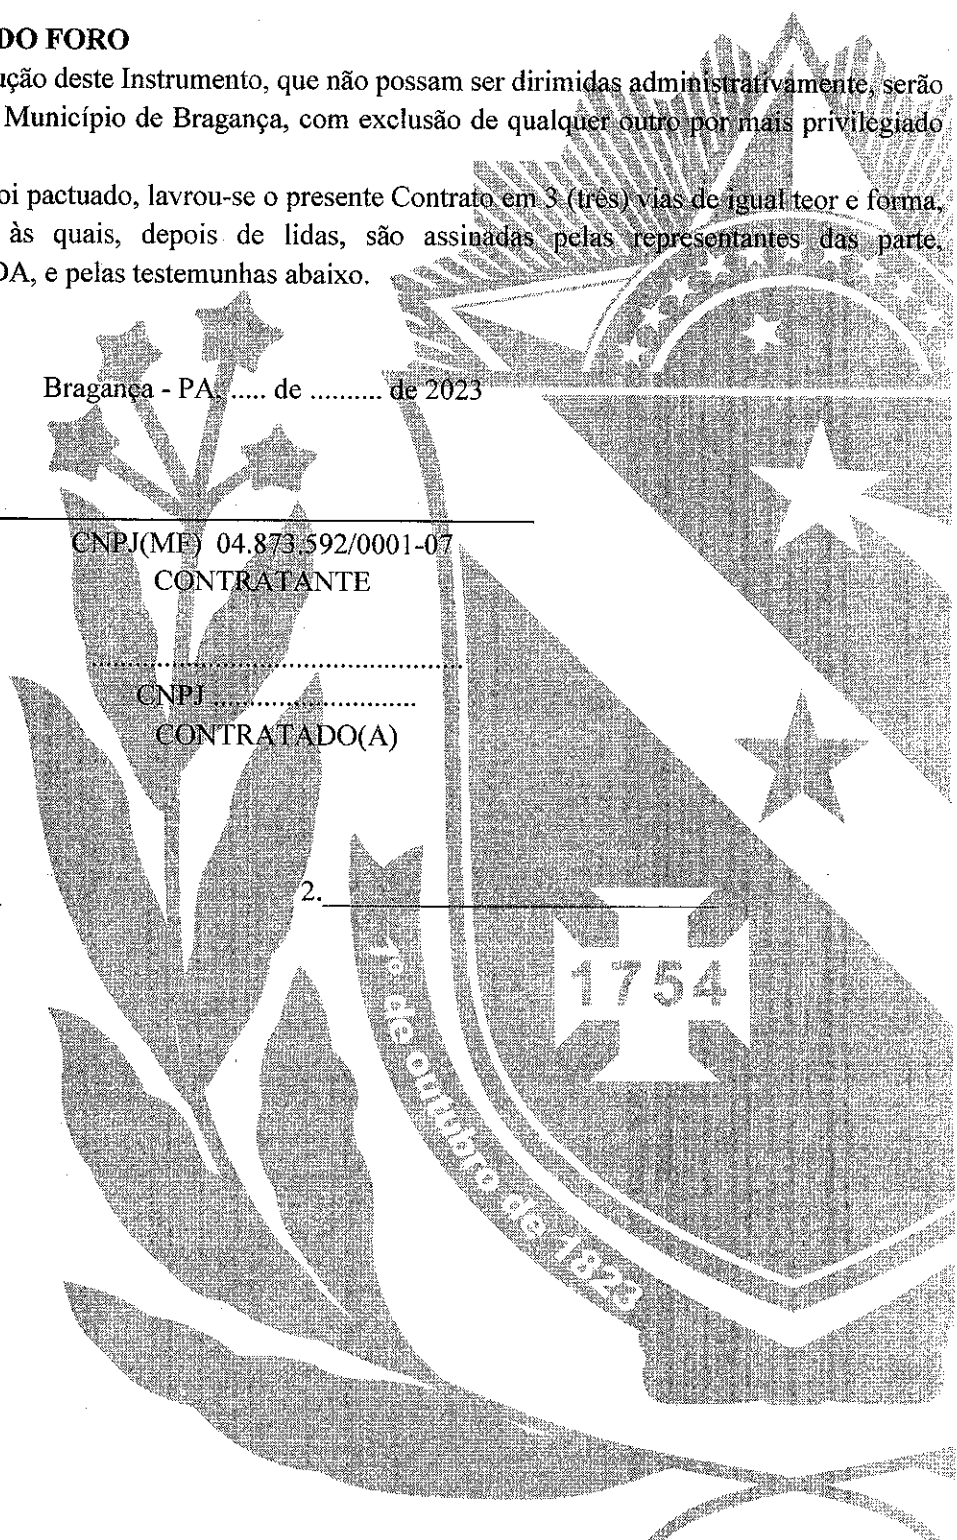 DO FORO
ução deste Instrumento, que não possam ser dirimidas administrativamente, serão
Município de Bragança, com exclusão de qualquer outro por mais privilegiado
oi pactuado, lavrou-se o presente Contrato em 3 (três) vias de igual teor e forma,
às quais, depois de lidas, são assinadas pelas representantes das parte,
DA, e pelas testemunhas abaixo.
Bragança - PA, ..... de .......... de 2023
CNPJ(MF) 04.873.592/0001-07
CONTRATANTE
....................................................
CNPJ ............................
CONTRATADO(A)
2.____________________________
1754
1º de outubro de 1823